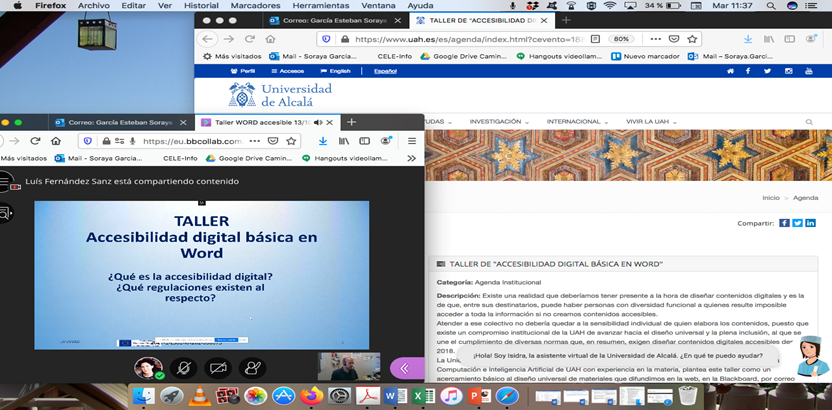 Firefox Archivo Editar Ver Historial Marcadores Herramientas Ventana Ayuda
34 % Mar 11:37
Correo: García Esteban Soraya
TALLER DE "ACCESIBILIDAD DI
https://www.uah.es/es/agenda/index.html?cevento=18
80%
Más visitados Mail - Soraya Garcia... CELE-Info Google Drive Camin... Hangouts videollam... Nuevo marcador Mail – Soraya.Garci...
Perfil Accesos English Español
Universidad
de Alcalá
UDAS INVESTIGACIÓN INTERNACIONAL VIVIR LA UAH
Inicio > Agenda
Compartir:
TALLER DE "ACCESIBILIDAD DIGITAL BÁSICA EN WORD"
Categoría: Agenda Institucional
Descripción: Existe una realidad que deberíamos tener presente a la hora de diseñar contenidos digitales y es la
de que, entre sus destinatarios, puede haber personas con diversidad funcional a quienes resulte imposible
acceder a toda la información si no creamos contenidos accesibles.
Atender a ese colectivo no debería quedar a la sensibilidad individual de quien elabora los contenidos, puesto que
existe un compromiso institucional de la UAH de avanzar hacia el diseño universal y la plena inclusión, al que se
une el cumplimiento de diversas normas que, en resumen, exigen diseñar contenidos digitales accesibles des
2018.
La Uni
¡Hola! Soy Isidra, la asistente virtual de la Universidad de Alcalá. ¿En qué te puedo ayudar?
Computación e Inteligencia Artificial de UAH con experiencia en la materia, plantea este taller como un
acercamiento básico al diseño universal de materiales que difundimos en la web, en la Blackboard, por correo
Correo: García Esteban Soraya
Taller WORD accesible 13/10
https://eu.bbcollab.com
Más visitados Mail - Soraya Garcia... CELE-Info Google Drive Camin... Hangouts videollam...
Luís Fernández Sanz está compartiendo contenido
TALLER
Accesibilidad digital básica en
Word
¿Qué es la accesibilidad digital?
¿Qué regulaciones existen al
respecto?